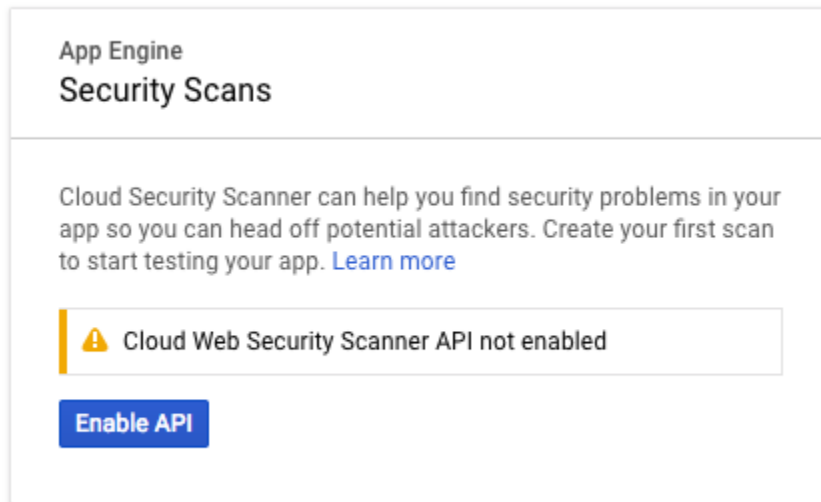 App Engine
Security Scans
Cloud Security Scanner can help you find security problems in your
app so you can head off potential attackers. Create your first scan
to start testing your app. Learn more
Cloud Web Security Scanner API not enabled
Enable API